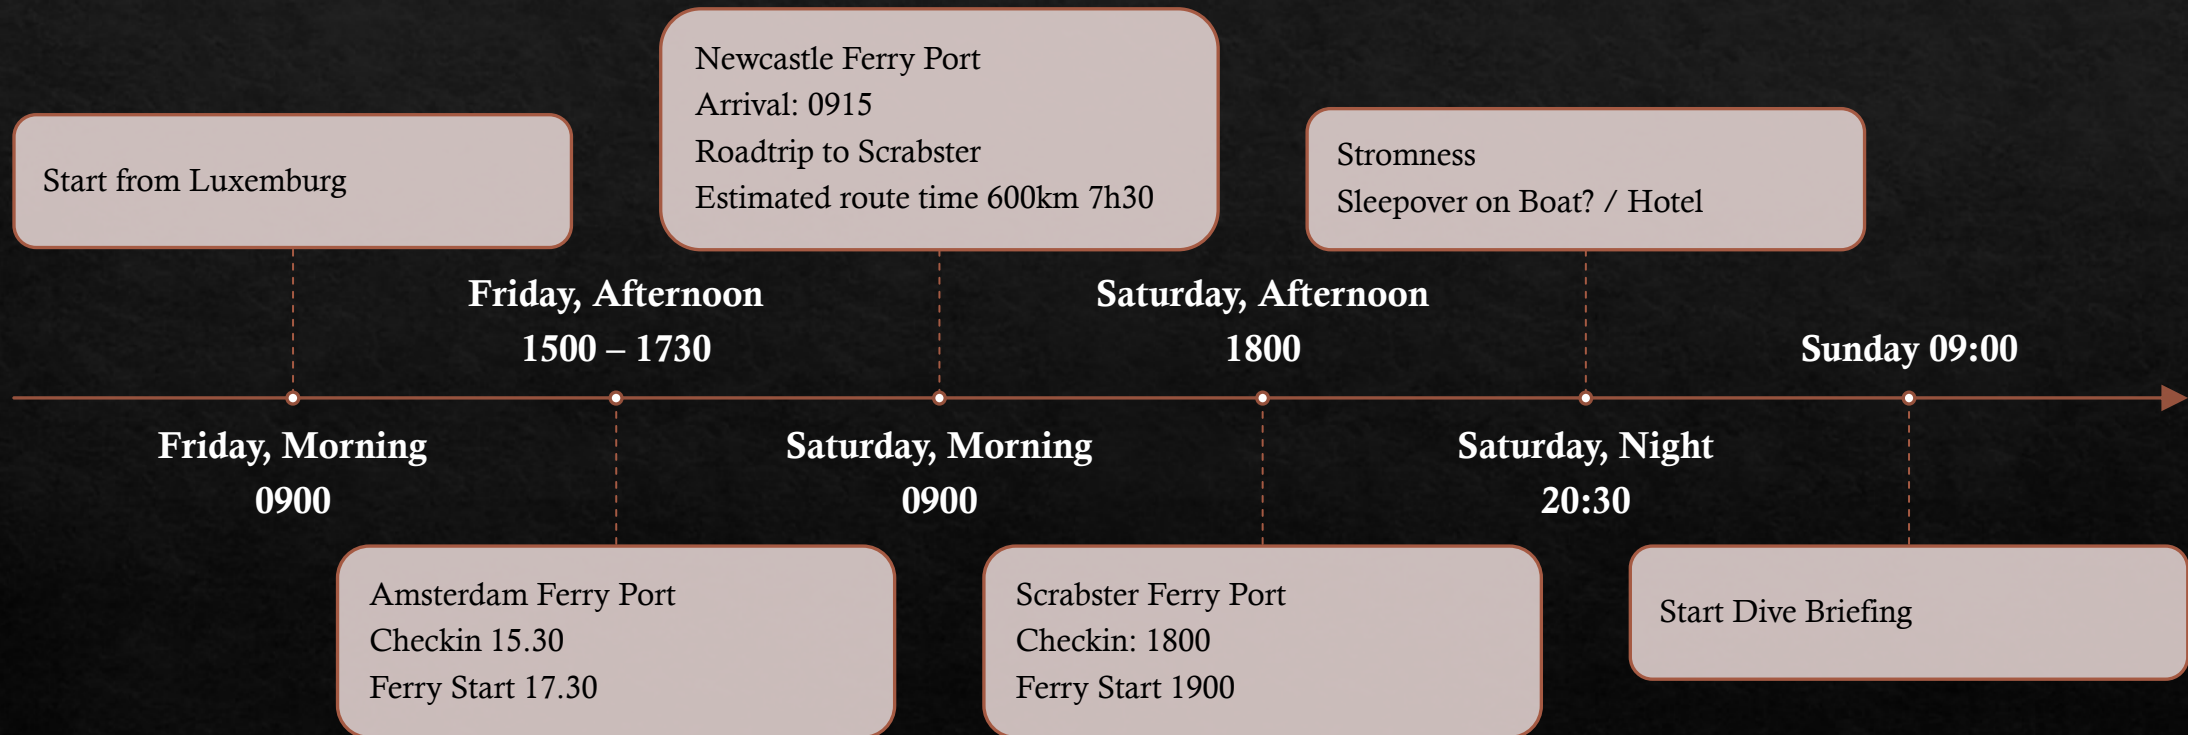 Start from Luxemburg
Friday, Morning
0900
Friday, Afternoon
1500 – 1730
Amsterdam Ferry Port
Checkin 15.30
Ferry Start 17.30
Newcastle Ferry Port
Arrival: 0915
Roadtrip to Scrabster
Estimated route time 600km 7h30
Saturday, Morning
0900
Saturday, Afternoon
1800
Scrabster Ferry Port
Checkin: 1800
Ferry Start 1900
Stromness
Sleepover on Boat? / Hotel
Saturday, Night
20:30
Sunday 09:00
Start Dive Briefing